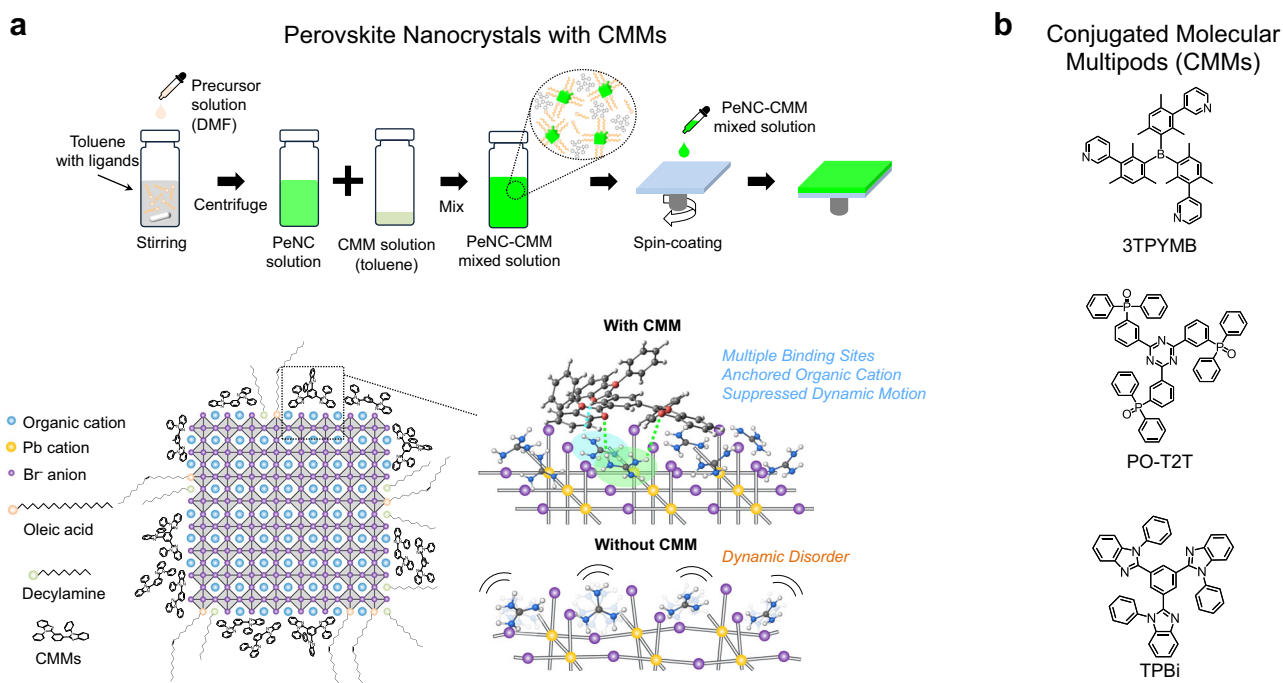 a
Perovskite Nanocrystals with CMMs
Precursor
solution
(DMF)
Toluene
with ligands
Stirring
Centrifuge
PeNC
solution
CMM solution
(toluene)
Mix
PeNC-CMM
mixed solution
PeNC-CMM
mixed solution
Spin-coating
Organic cation
Pb cation
Br- anion
Oleic acid
Decylamine
CMMs
With CMM
Multiple Binding Sites
Anchored Organic Cation
Suppressed Dynamic Motion
Without CMM
Dynamic Disorder
b
Conjugated Molecular
Multipods (CMMs)
N
N
B
N
3TPYMB
O
P
P
O
N
N
N
P
O
PO-T2T
N
N
N
N
N
N
TPBi